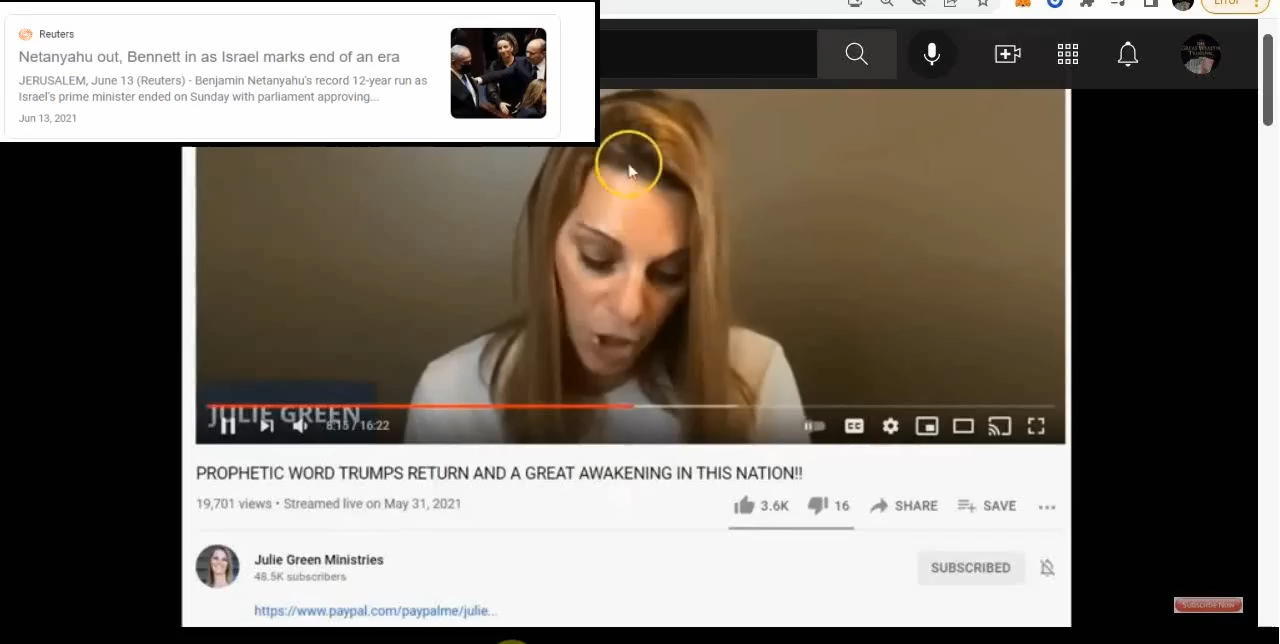 Error
Reuters
Netanyahu out, Bennett in as Israel marks end of an era
JERUSALEM, June 13 (Reuters) - Benjamin Netanyahu's record 12-year run as
Israel's prime minister ended on Sunday with parliament approving...
Jun 13, 2021
JULIE GREEN
8:15 / 16:22
CC
PROPHETIC WORD TRUMPS RETURN AND A GREAT AWAKENING IN THIS NATION!!
19,701 views • Streamed live on May 31, 2021
3.6K
16
SHARE
SAVE
Julie Green Ministries
48.5K subscribers
SUBSCRIBED
https://www.paypal.com/paypalme/julie...
SUBSCRIBE NOW